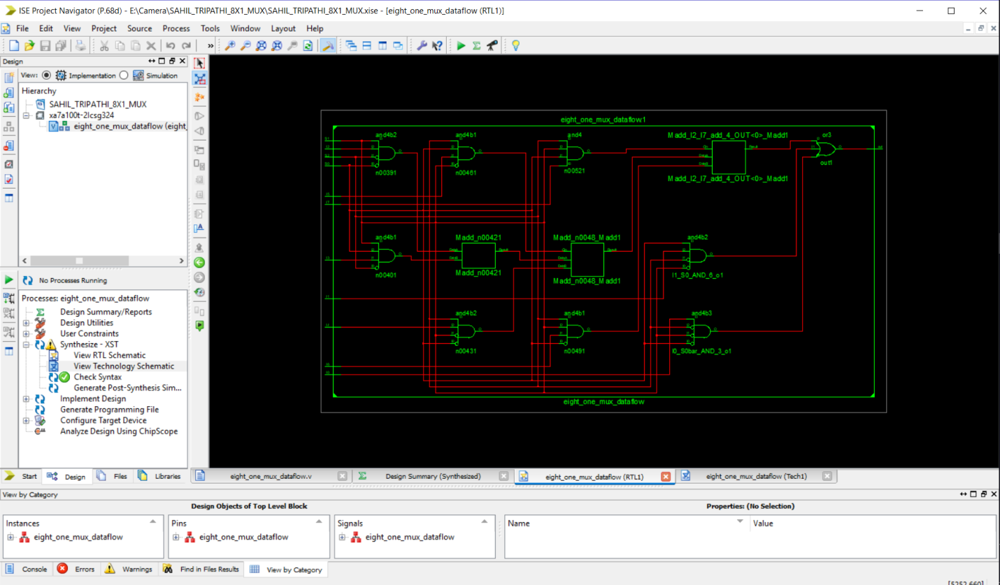 ISE Project Navigator (P.68d) - E:\Camera\SAHIL_TRIPATHI_8X1_MUX\SAHIL_TRIPATHI_8X1_MUX.xise - [eight_one_mux_dataflow (RTL1)]
File Edit View Project Source Process Tools Window Layout Help
Design
View: Implementation Simulation
Hierarchy
SAHIL_TRIPATHI_8X1_MUX
xa7a100t-2lcsg324
eight_one_mux_dataflow (eight_
No Processes Running
Processes: eight_one_mux_dataflow
Design Summary/Reports
Design Utilities
User Constraints
Synthesize - XST
View RTL Schematic
View Technology Schematic
Check Syntax
Generate Post-Synthesis Sim...
Implement Design
Generate Programming File
Configure Target Device
Analyze Design Using ChipScope
eight_one_mux_dataflow:1
and4b2 and4b1 and4 Madd_I2_I7_add_4_OUT<0>_Madd1 or3
n00391 n00461 n00521 Madd_I2_I7_add_4_OUT<0>_Madd1 out1
and4b1 Madd_n00421 Madd_n0048_Madd1 and4b2
n00401 Madd_n00421 Madd_n0048_Madd1 I1_S0_AND_6_o1
and4b2 and4b1 and4b3
n00431 n00491 I0_S0bar_AND_3_o1
eight_one_mux_dataflow
Start Design Files Libraries
eight_one_mux_dataflow.v Design Summary (Synthesized) eight_one_mux_dataflow (RTL1) eight_one_mux_dataflow (Tech1)
View by Category
Design Objects of Top Level Block Properties: (No Selection)
Instances Pins Signals Name Value
eight_one_mux_dataflow eight_one_mux_dataflow eight_one_mux_dataflow
Console Errors Warnings Find in Files Results View by Category
[5252,660]